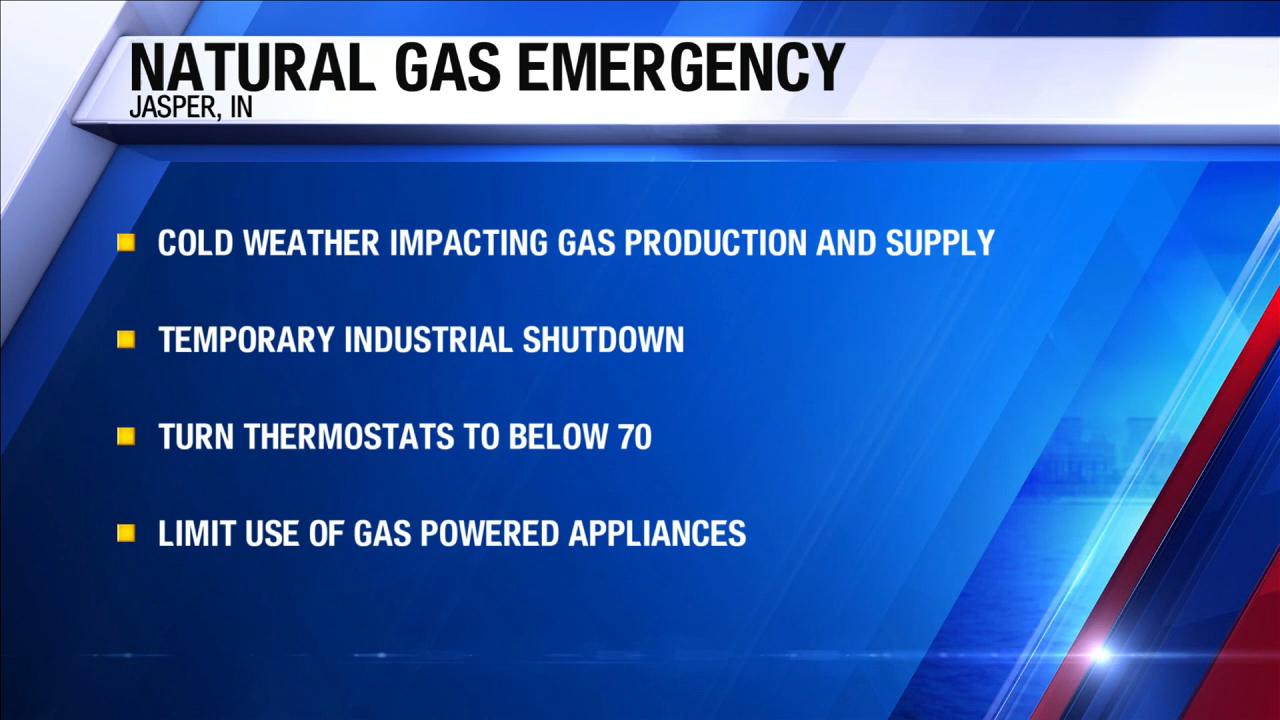 NATURAL GAS EMERGENCY
JASPER, IN
COLD WEATHER IMPACTING GAS PRODUCTION AND SUPPLY
TEMPORARY INDUSTRIAL SHUTDOWN
TURN THERMOSTATS TO BELOW 70
LIMIT USE OF GAS POWERED APPLIANCES